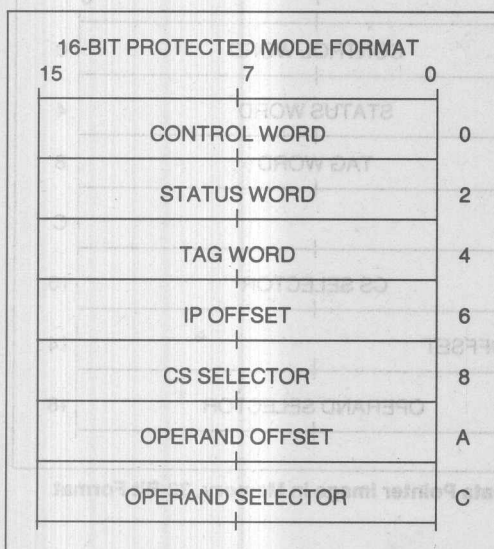 16-BIT PROTECTED MODE FORMAT
15 7 0
CONTROL WORD 0
STATUS WORD 2
TAG WORD 4
IP OFFSET 6
CS SELECTOR 8
OPERAND OFFSET A
OPERAND SELECTOR C